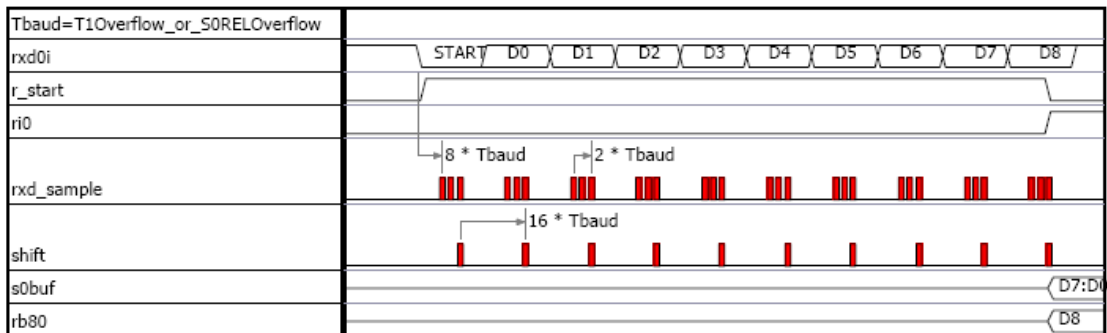 Tbaud=T1Overflow_or_S0RELOverflow
rxd0i START D0 D1 D2 D3 D4 D5 D6 D7 D8
r_start
ri0
8 * Tbaud 2 * Tbaud
rxd_sample
16 * Tbaud
shift
s0buf D7:D0
rb80 D8